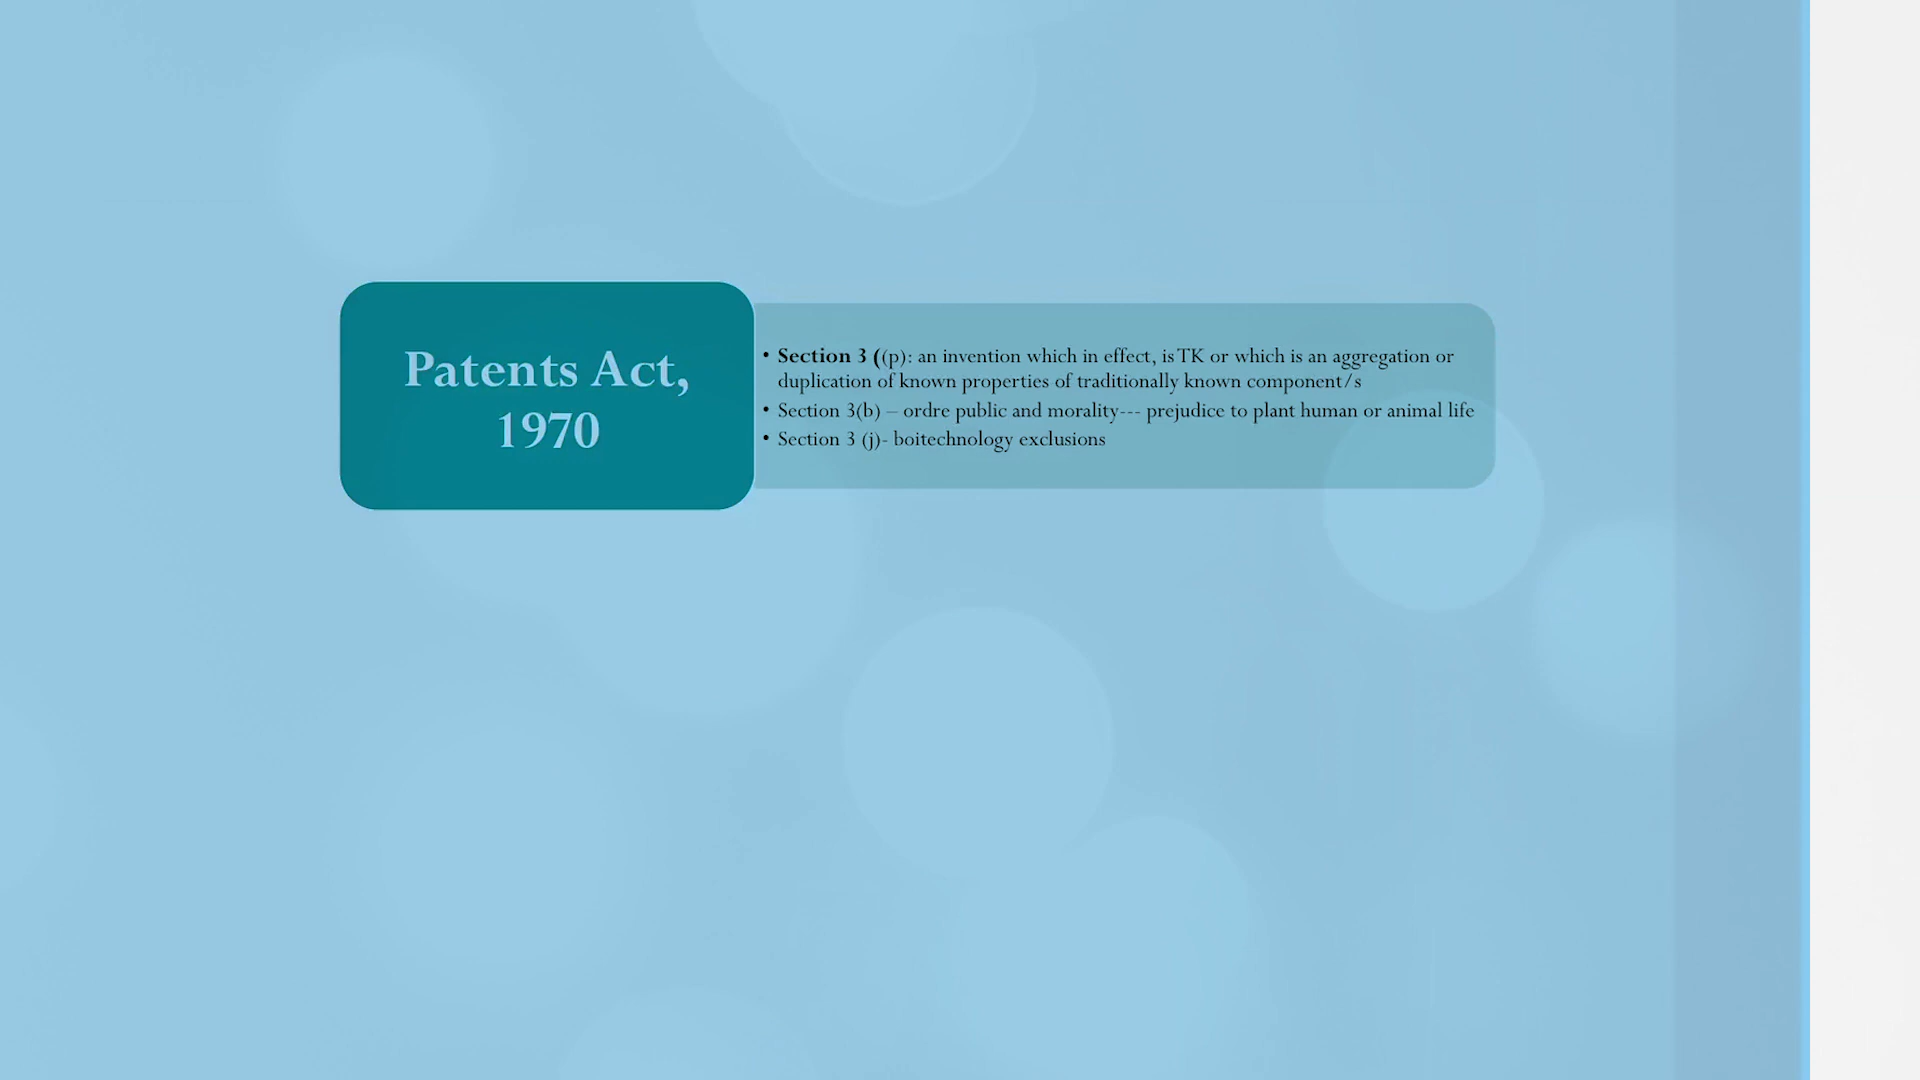 Patents Act,
1970
• Section 3 ((p): an invention which in effect, is TK or which is an aggregation or
duplication of known properties of traditionally known component/s
• Section 3(b) – ordre public and morality--- prejudice to plant human or animal life
• Section 3 (j)- boitechnology exclusions